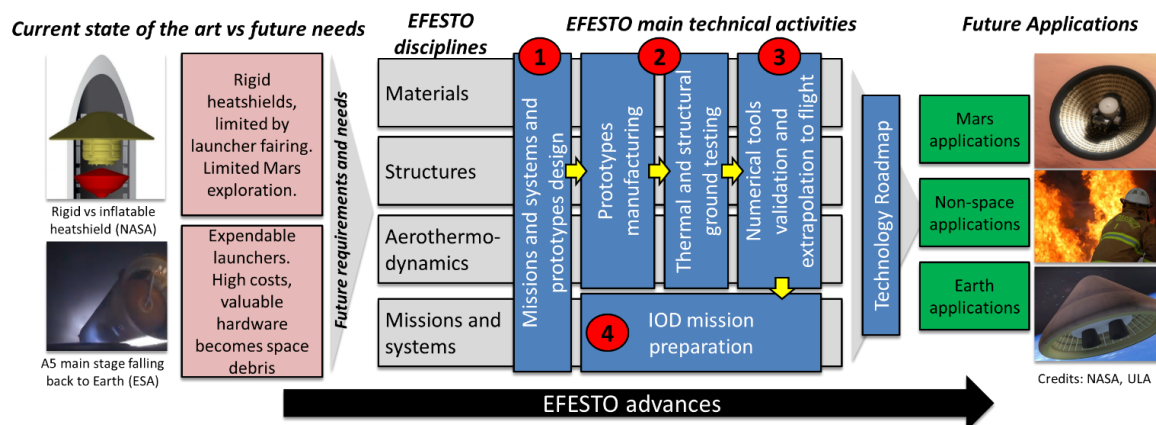 Current state of the art vs future needs
EFESTO
disciplines
EFESTO main technical activities
Future Applications
Rigid vs inflatable
heatshield (NASA)
A5 main stage falling
back to Earth (ESA)
Rigid
heatshields,
limited by
launcher fairing.
Limited Mars
exploration.
Expendable
launchers.
High costs,
valuable
hardware
becomes space
debris
Future requirements and needs
Materials
Structures
Aerothermo-
dynamics
Missions and
systems
1
Missions and systems and
prototypes design
2
Prototypes
manufacturing
Thermal and structural
ground testing
3
Numerical tools
validation and
extrapolation to flight
4
IOD mission
preparation
Technology Roadmap
Mars
applications
Non-space
applications
Earth
applications
Credits: NASA, ULA
EFESTO advances